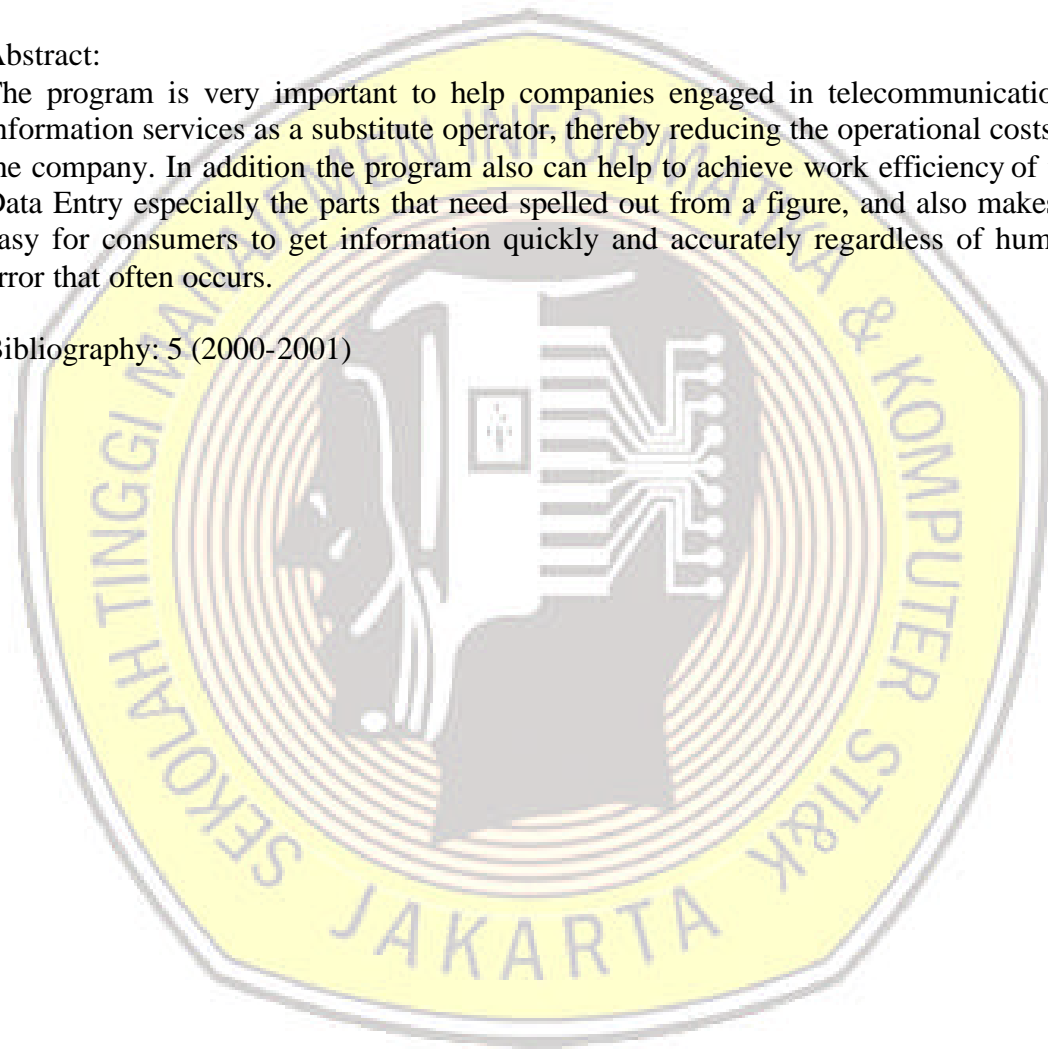 Abstract:
The program is very important to help companies engaged in telecommunicatio
information services as a substitute operator, thereby reducing the operational costs
the company. In addition the program also can help to achieve work efficiency of
Data Entry especially the parts that need spelled out from a figure, and also makes
easy for consumers to get information quickly and accurately regardless of hum
error that often occurs.
Bibliography: 5 (2000-2001)
SEKOLAH TINGGI MANAJEMEN INFORMATIKA & KOMPUTER STI&K
JAKARTA